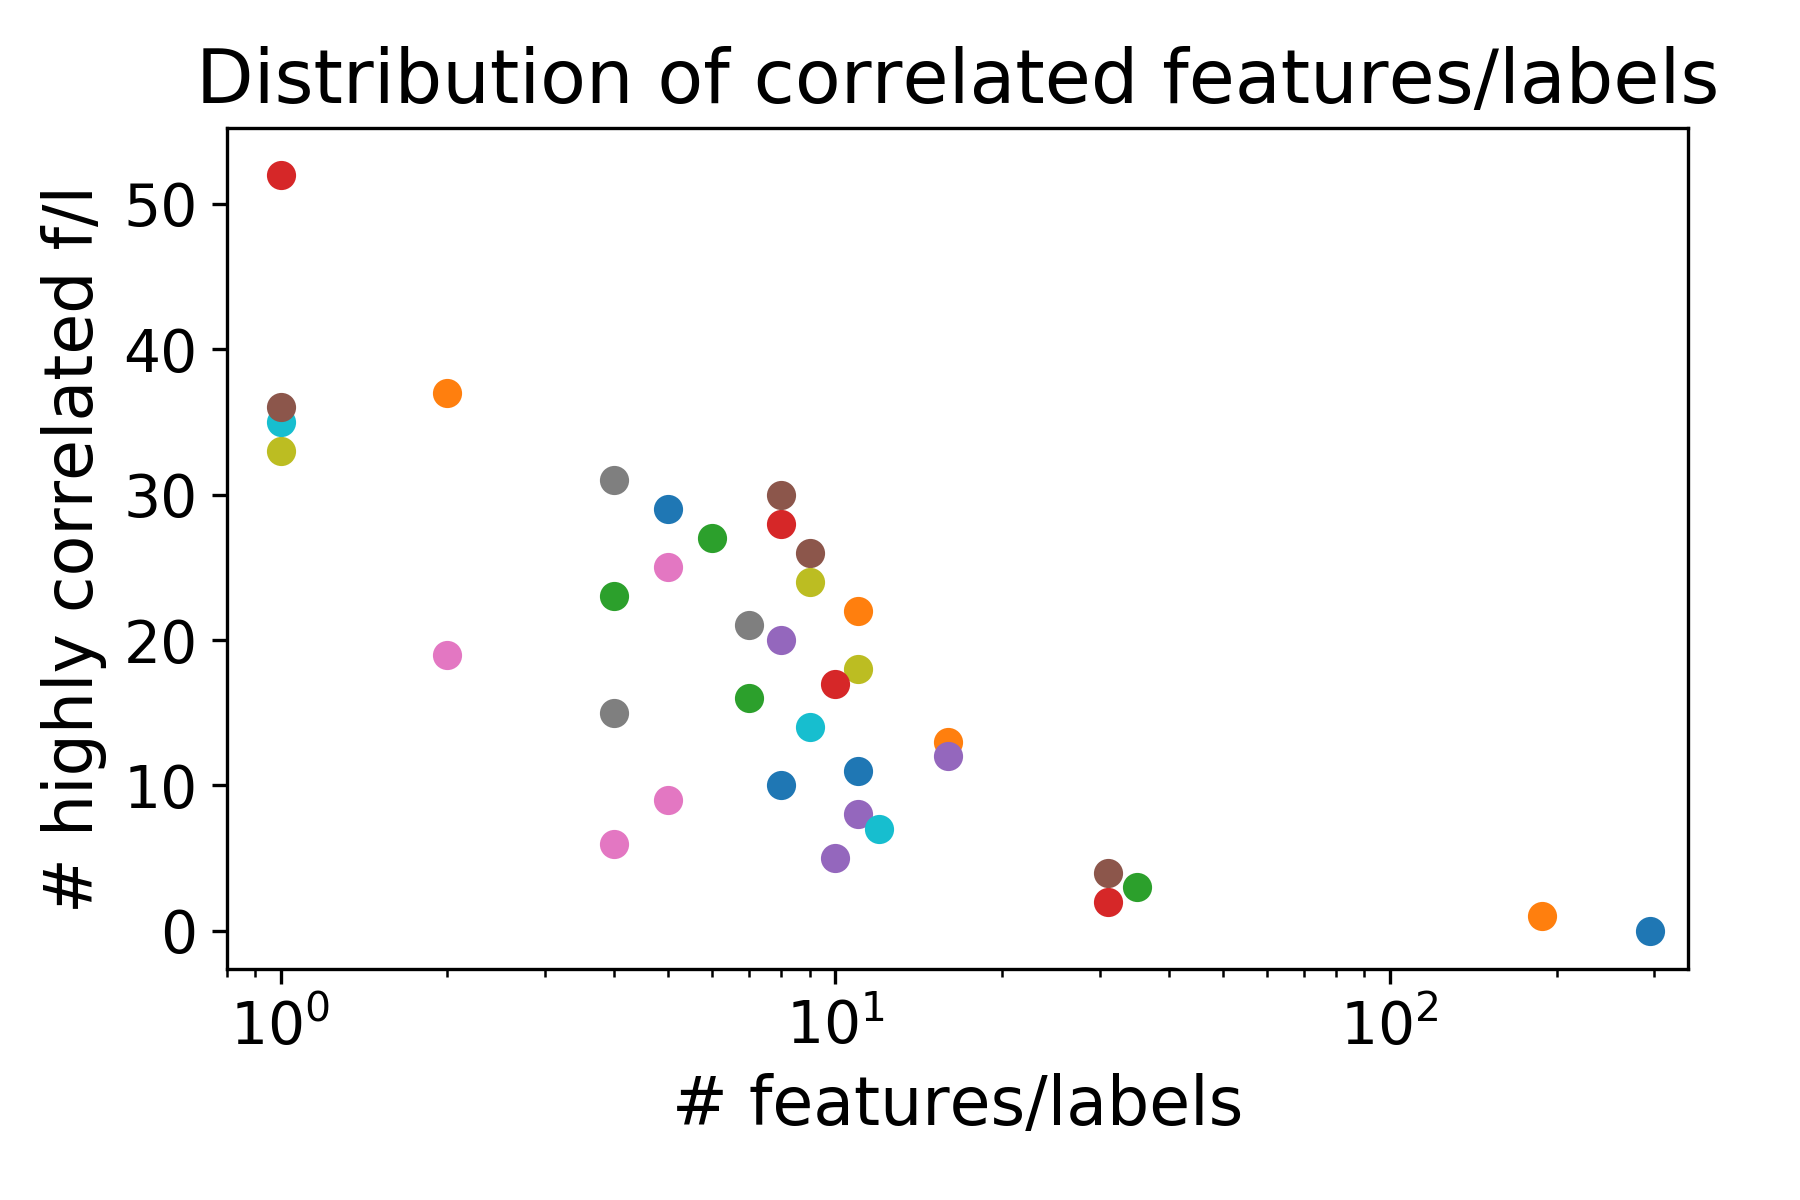 Distribution of correlated features/labels
# highly correlated f/l
50
40
30
20
10
0
10^0 10^1 10^2
# features/labels